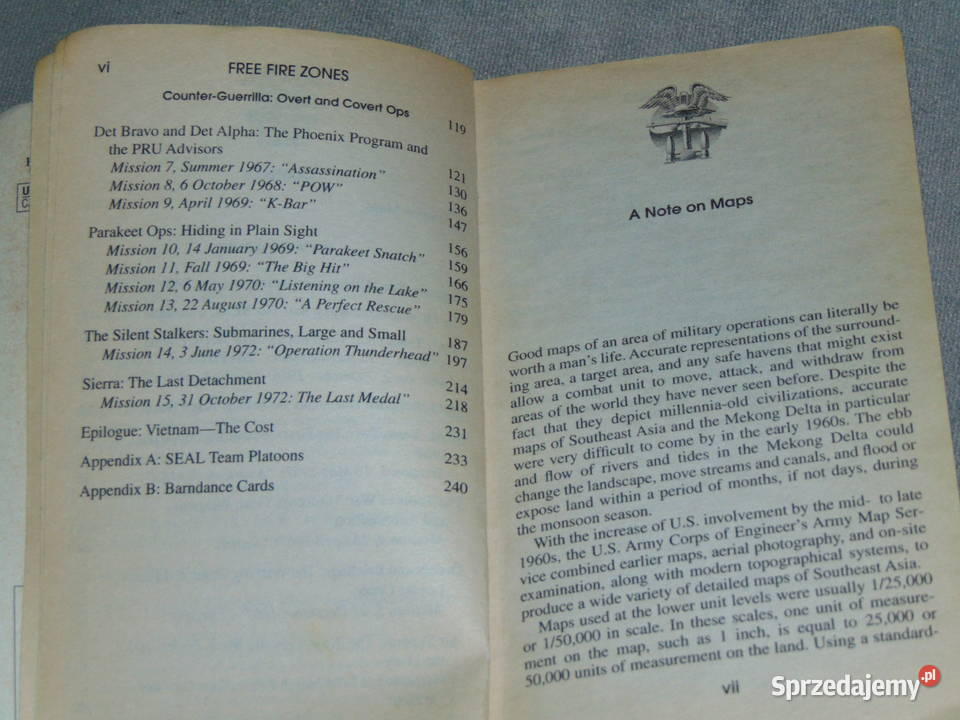 vi
FREE FIRE ZONES
Counter-Guerrilla: Overt and Covert Ops
119
Det Bravo and Det Alpha: The Phoenix Program and
the PRU Advisors
121
Mission 7, Summer 1967: “Assassination”
130
Mission 8, 6 October 1968: “POW”
136
Mission 9, April 1969: “K-Bar”
147
Parakeet Ops: Hiding in Plain Sight
156
Mission 10, 14 January 1969: “Parakeet Snatch”
159
Mission 11, Fall 1969: “The Big Hit”
166
Mission 12, 6 May 1970: “Listening on the Lake”
175
Mission 13, 22 August 1970: “A Perfect Rescue”
179
The Silent Stalkers: Submarines, Large and Small
187
Mission 14, 3 June 1972: “Operation Thunderhead”
197
Sierra: The Last Detachment
214
Mission 15, 31 October 1972: The Last Medal”
218
Epilogue: Vietnam—The Cost
231
Appendix A: SEAL Team Platoons
233
Appendix B: Barndance Cards
240
A Note on Maps
Good maps of an area of military operations can literally be
worth a man's life. Accurate representations of the surround-
ing area, a target area, and any safe havens that might exist
allow a combat unit to move, attack, and withdraw from
areas of the world they have never seen before. Despite the
fact that they depict millennia-old civilizations, accurate
maps of Southeast Asia and the Mekong Delta in particular
were very difficult to come by in the early 1960s. The ebb
and flow of rivers and tides in the Mekong Delta could
change the landscape, move streams and canals, and flood or
expose land within a period of months, if not days, during
the monsoon season.
With the increase of U.S. involvement by the mid- to late
1960s, the U.S. Army Corps of Engineer's Army Map Ser-
vice combined earlier maps, aerial photography, and on-site
examination, along with modern topographical systems, to
produce a wide variety of detailed maps of Southeast Asia.
Maps used at the lower unit levels were usually 1/25,000
or 1/50,000 in scale. In these scales, one unit of measure-
ment on the map, such as 1 inch, is equal to 25,000 or
50,000 units of measurement on the land. Using a standard-
vii
Sprzedajemy.pl